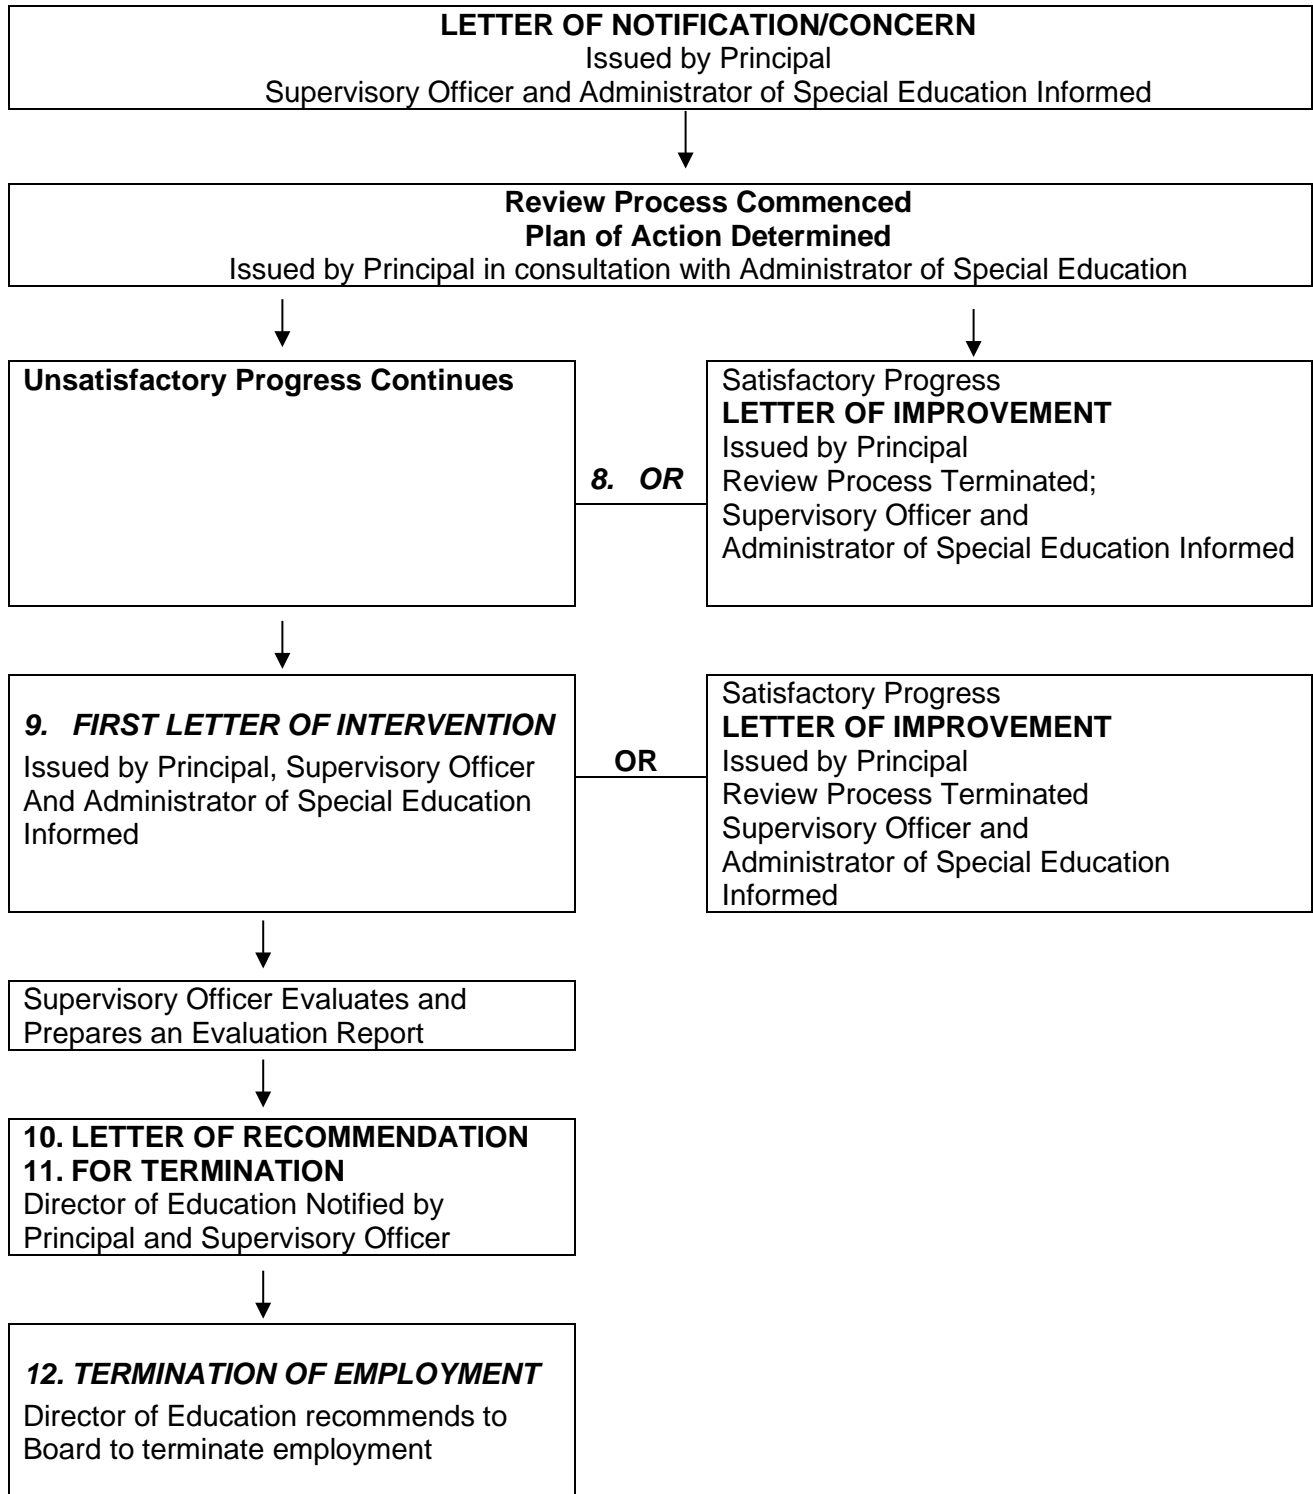 LETTER OF NOTIFICATION/CONCERN
Issued by Principal
Supervisory Officer and Administrator of Special Education Informed
Review Process Commenced
Plan of Action Determined
Issued by Principal in consultation with Administrator of Special Education
Unsatisfactory Progress Continues
8. OR
Satisfactory Progress
LETTER OF IMPROVEMENT
Issued by Principal
Review Process Terminated;
Supervisory Officer and
Administrator of Special Education Informed
9. FIRST LETTER OF INTERVENTION
Issued by Principal, Supervisory Officer
And Administrator of Special Education
Informed
OR
Satisfactory Progress
LETTER OF IMPROVEMENT
Issued by Principal
Review Process Terminated
Supervisory Officer and
Administrator of Special Education
Informed
Supervisory Officer Evaluates and
Prepares an Evaluation Report
10. LETTER OF RECOMMENDATION
11. FOR TERMINATION
Director of Education Notified by
Principal and Supervisory Officer
12. TERMINATION OF EMPLOYMENT
Director of Education recommends to
Board to terminate employment